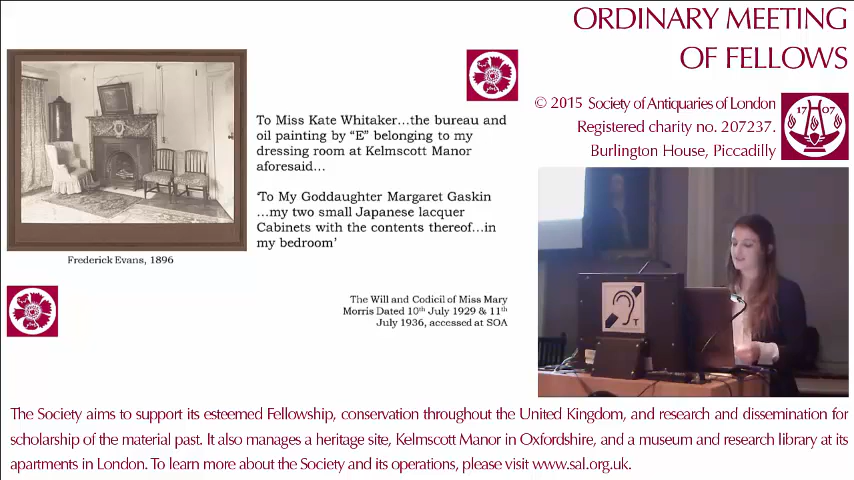 ORDINARY MEETING
OF FELLOWS
© 2015 Society of Antiquaries of London
Registered charity no. 207237.
Burlington House, Piccadilly
17 07
To Miss Kate Whitaker...the bureau and
oil painting by “E” belonging to my
dressing room at Kelmscott Manor
aforesaid...
‘To My Goddaughter Margaret Gaskin
...my two small Japanese lacquer
Cabinets with the contents thereof...in
my bedroom’
Frederick Evans, 1896
The Will and Codicil of Miss Mary
Morris Dated 10th July 1929 & 11th
July 1936, accessed at SOA
T
The Society aims to support its esteemed Fellowship, conservation throughout the United Kingdom, and research and dissemination for
scholarship of the material past. It also manages a heritage site, Kelmscott Manor in Oxfordshire, and a museum and research library at its
apartments in London. To learn more about the Society and its operations, please visit www.sal.org.uk.